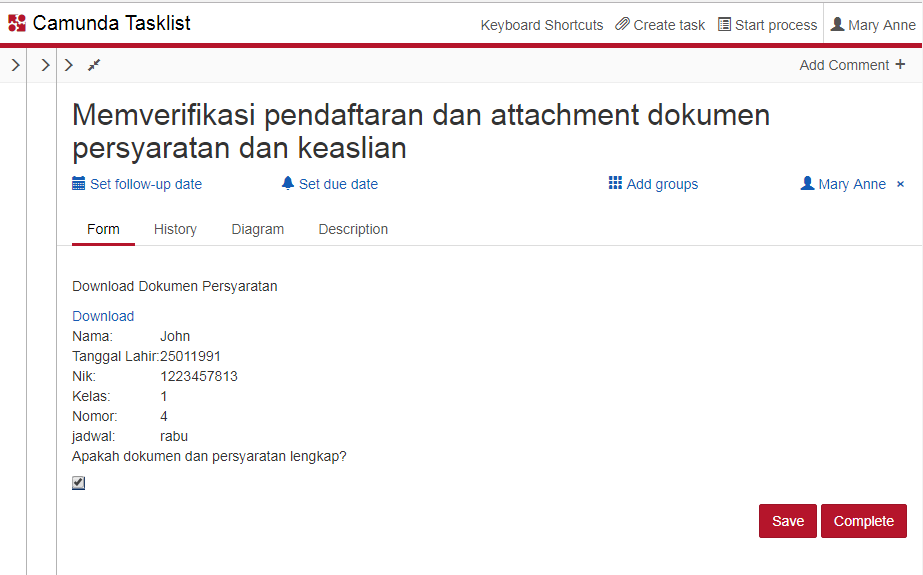 Camunda Tasklist
Keyboard Shortcuts Create task Start process Mary Anne
Add Comment +
Memverifikasi pendaftaran dan attachment dokumen
persyaratan dan keaslian
Set follow-up date Set due date Add groups Mary Anne ×
Form History Diagram Description
Download Dokumen Persyaratan
Download
Nama: John
Tanggal Lahir:25011991
Nik: 1223457813
Kelas: 1
Nomor: 4
jadwal: rabu
Apakah dokumen dan persyaratan lengkap?
Save Complete